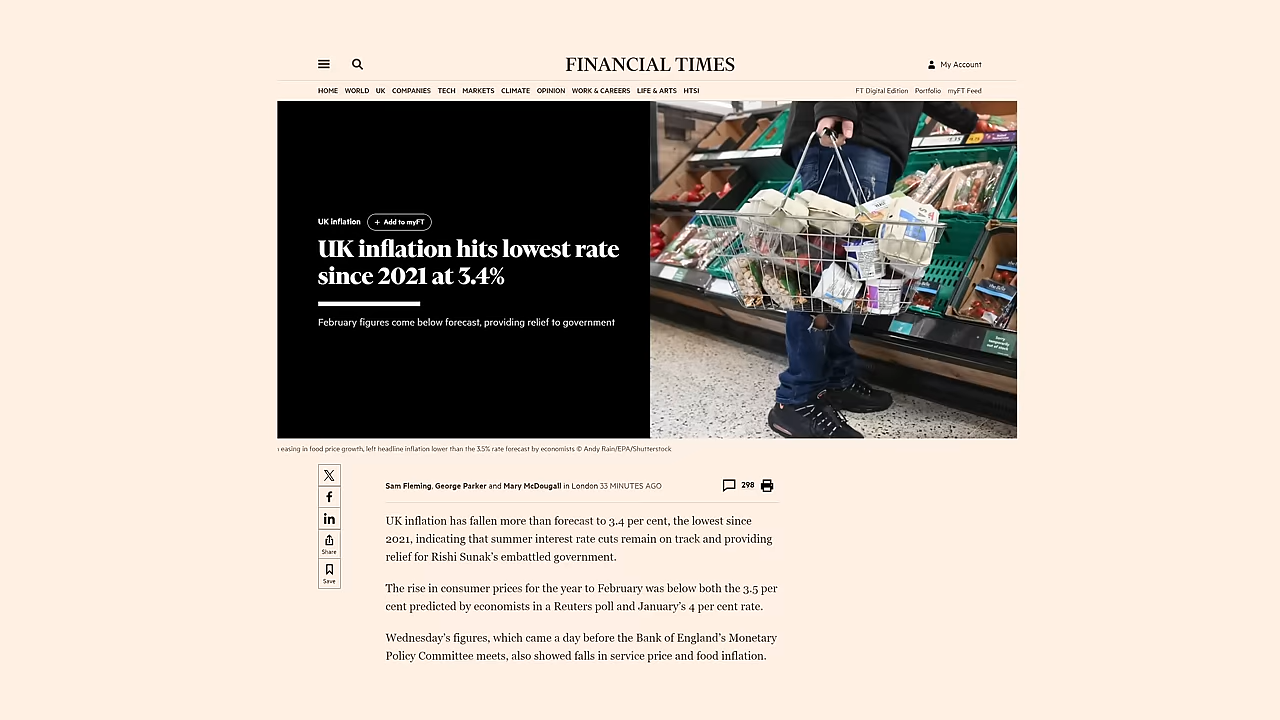 FINANCIAL TIMES
My Account
HOME WORLD UK COMPANIES TECH MARKETS CLIMATE OPINION WORK & CAREERS LIFE & ARTS HTSI
FT Digital Edition Portfolio myFT Feed
UK inflation + Add to myFT
UK inflation hits lowest rate
since 2021 at 3.4%
February figures come below forecast, providing relief to government
easing in food price growth, left headline inflation lower than the 3.5% rate forecast by economists © Andy Rain/EPA/Shutterstock
Sam Fleming, George Parker and Mary McDougall in London 33 MINUTES AGO
298
Share
Save
UK inflation has fallen more than forecast to 3.4 per cent, the lowest since
2021, indicating that summer interest rate cuts remain on track and providing
relief for Rishi Sunak's embattled government.
The rise in consumer prices for the year to February was below both the 3.5 per
cent predicted by economists in a Reuters poll and January's 4 per cent rate.
Wednesday's figures, which came a day before the Bank of England's Monetary
Policy Committee meets, also showed falls in service price and food inflation.